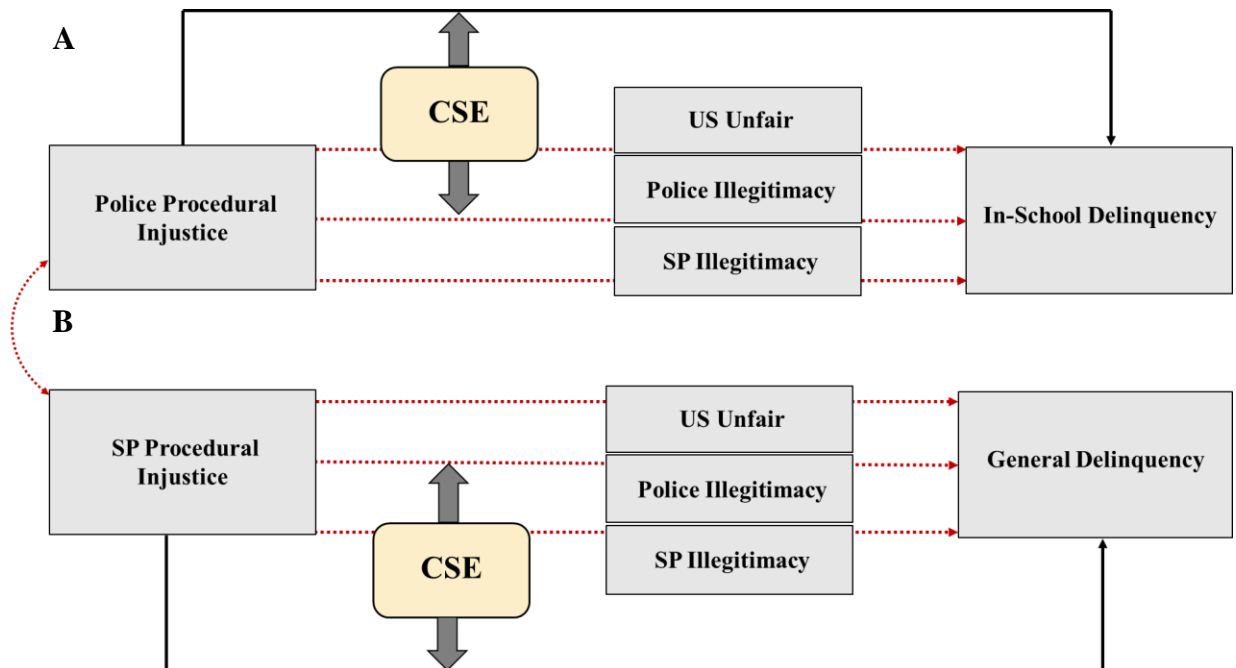 A
CSE
US Unfair
Police Procedural
Injustice
Police Illegitimacy
In-School Delinquency
SP Illegitimacy
B
US Unfair
SP Procedural
Injustice
General Delinquency
Police Illegitimacy
CSE
SP Illegitimacy